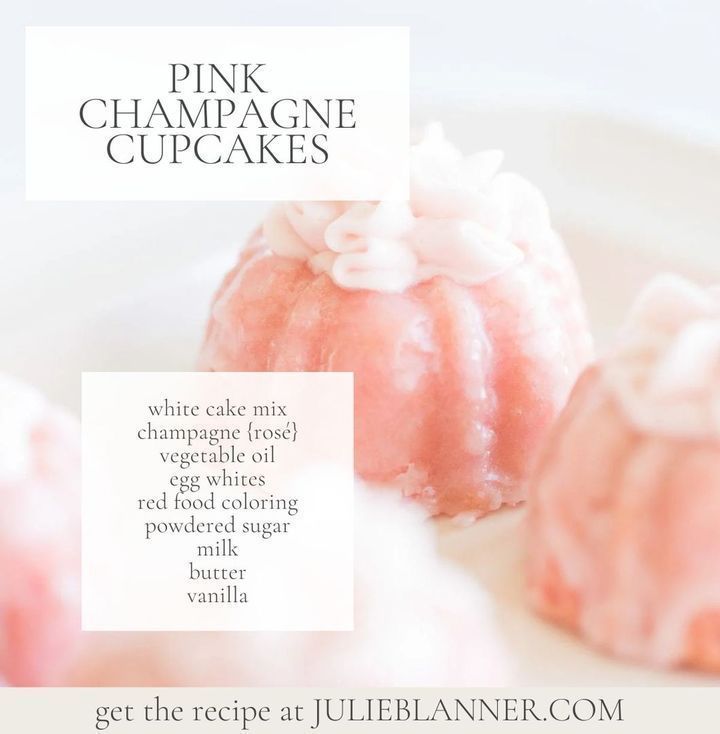 PINK
CHAMPAGNE
CUPCAKES
white cake mix
champagne {rosé}
vegetable oil
egg whites
red food coloring
powdered sugar
milk
butter
vanilla
get the recipe at JULIEBLANNER.COM